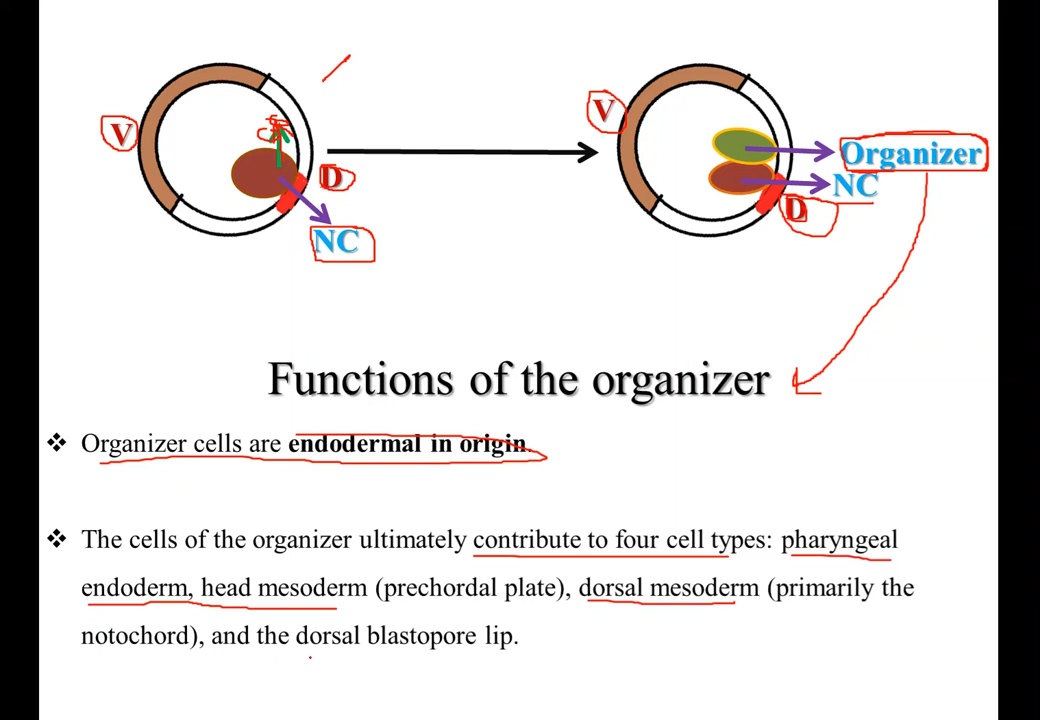 V
D
NC
V
Organizer
NC
D
Functions of the organizer
❖ Organizer cells are endodermal in origin.
❖ The cells of the organizer ultimately contribute to four cell types: pharyngeal
endoderm, head mesoderm (prechordal plate), dorsal mesoderm (primarily the
notochord), and the dorsal blastopore lip.